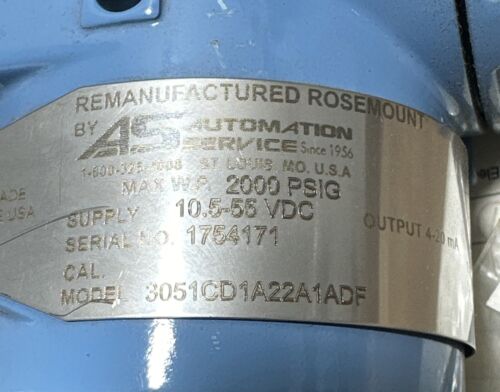 REMANUFACTURED ROSEMOUNT
BY AS AUTOMATION
SERVICE Since 1956
ST LOUIS, MO. U.S.A
MAX W.P. 2000 PSIG
SUPPLY 10.5-55 VDC
OUTPUT 4-20 mA
SERIAL NO. 1754171
CAL.
MODEL 3051CD1A22A1ADF
USA